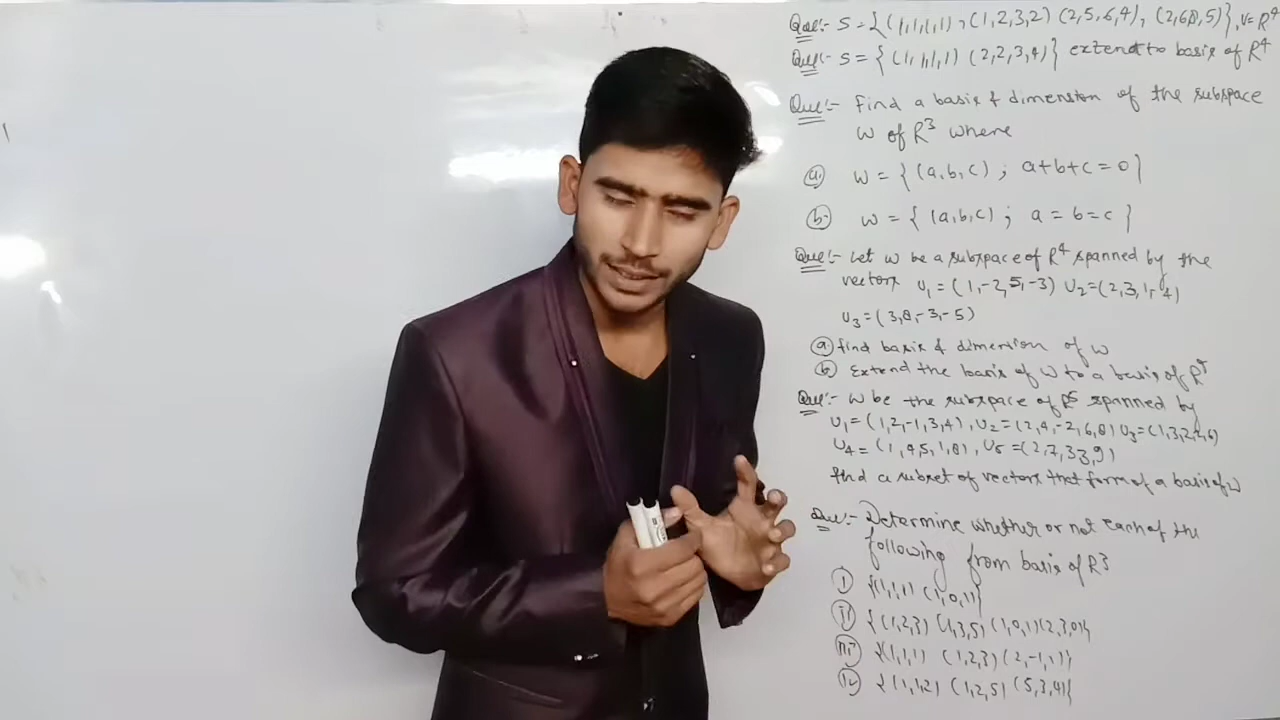 Que:- S = {(1,1,1,1), (1,2,3,2) (2,5,6,4), (2,6,8,5)}, V = R⁴
Que:- S = {(1,1,1,1) (2,2,3,4)} extend to basis of R⁴
Que:- Find a basis & dimension of the subspace
W of R³ where
(a) W = {(a,b,c) ; a+b+c=0}
(b) W = {(a,b,c) ; a = b = c}
Que:- Let W be a subspace of R⁴ spanned by the
vectors u₁ = (1,-2,5,-3) u₂ = (2,3,1,-4)
u₃ = (3,8,-3,-5)
(a) find basis & dimension of W
(b) Extend the basis of W to a basis of R⁴
Que:- W be the subspace of R⁵ spanned by
u₁ = (1,2,-1,3,4), u₂ = (2,4,-2,6,8) u₃ = (1,3,2,2,6)
u₄ = (1,4,5,1,8), u₅ = (2,7,3,3,9)
find a subset of vectors that form of a basis of W
Que:- Determine whether or not each of the
following from basis of R³
(i) {(1,1,1) (1,0,1)}
(ii) {(1,2,3) (1,3,5) (1,0,1) (2,3,0)}
(iii) {(1,1,1) (1,2,3) (2,-1,1)}
(iv) {(1,1,2) (1,2,5) (5,3,4)}